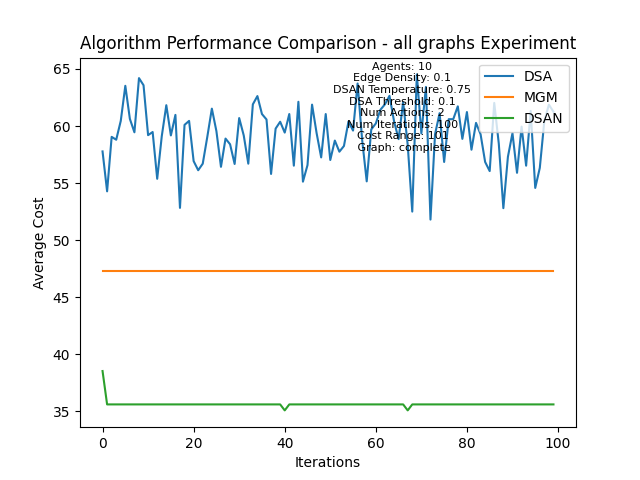 Algorithm Performance Comparison - all graphs Experiment
Agents: 10
Edge Density: 0.1
DSAN Temperature: 0.75
DSA Threshold: 0.1
Num Actions: 2
Num Iterations: 100
Cost Range: 101
Graph: complete
DSA
MGM
DSAN
65
60
55
50
45
40
35
Average Cost
0
20
40
60
80
100
Iterations